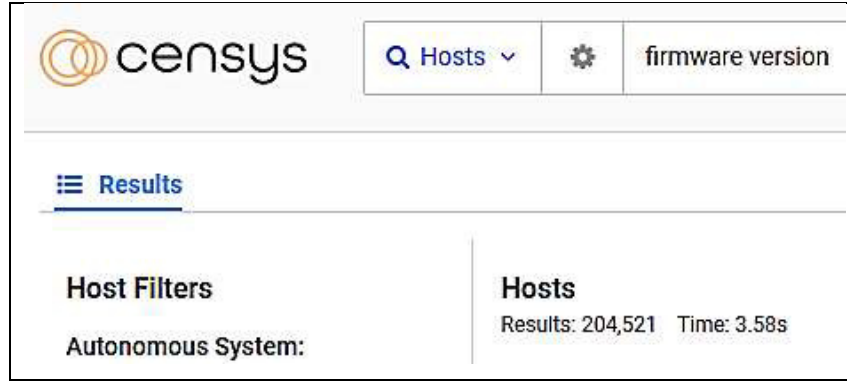 censys Hosts firmware version
Results
Host Filters
Autonomous System:
Hosts
Results: 204,521 Time: 3.58s